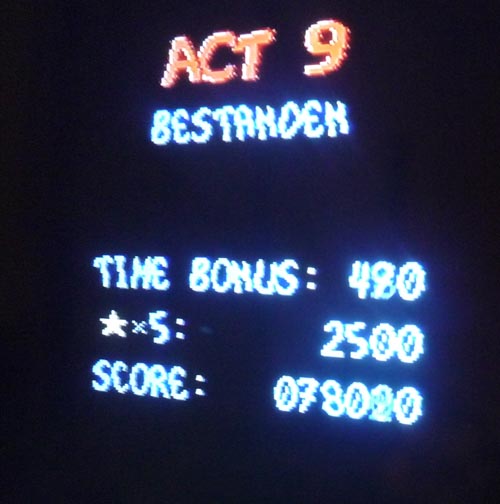 ACT 9
BESTANDEN
TIME BONUS: 480
★×5: 2500
SCORE: 078020